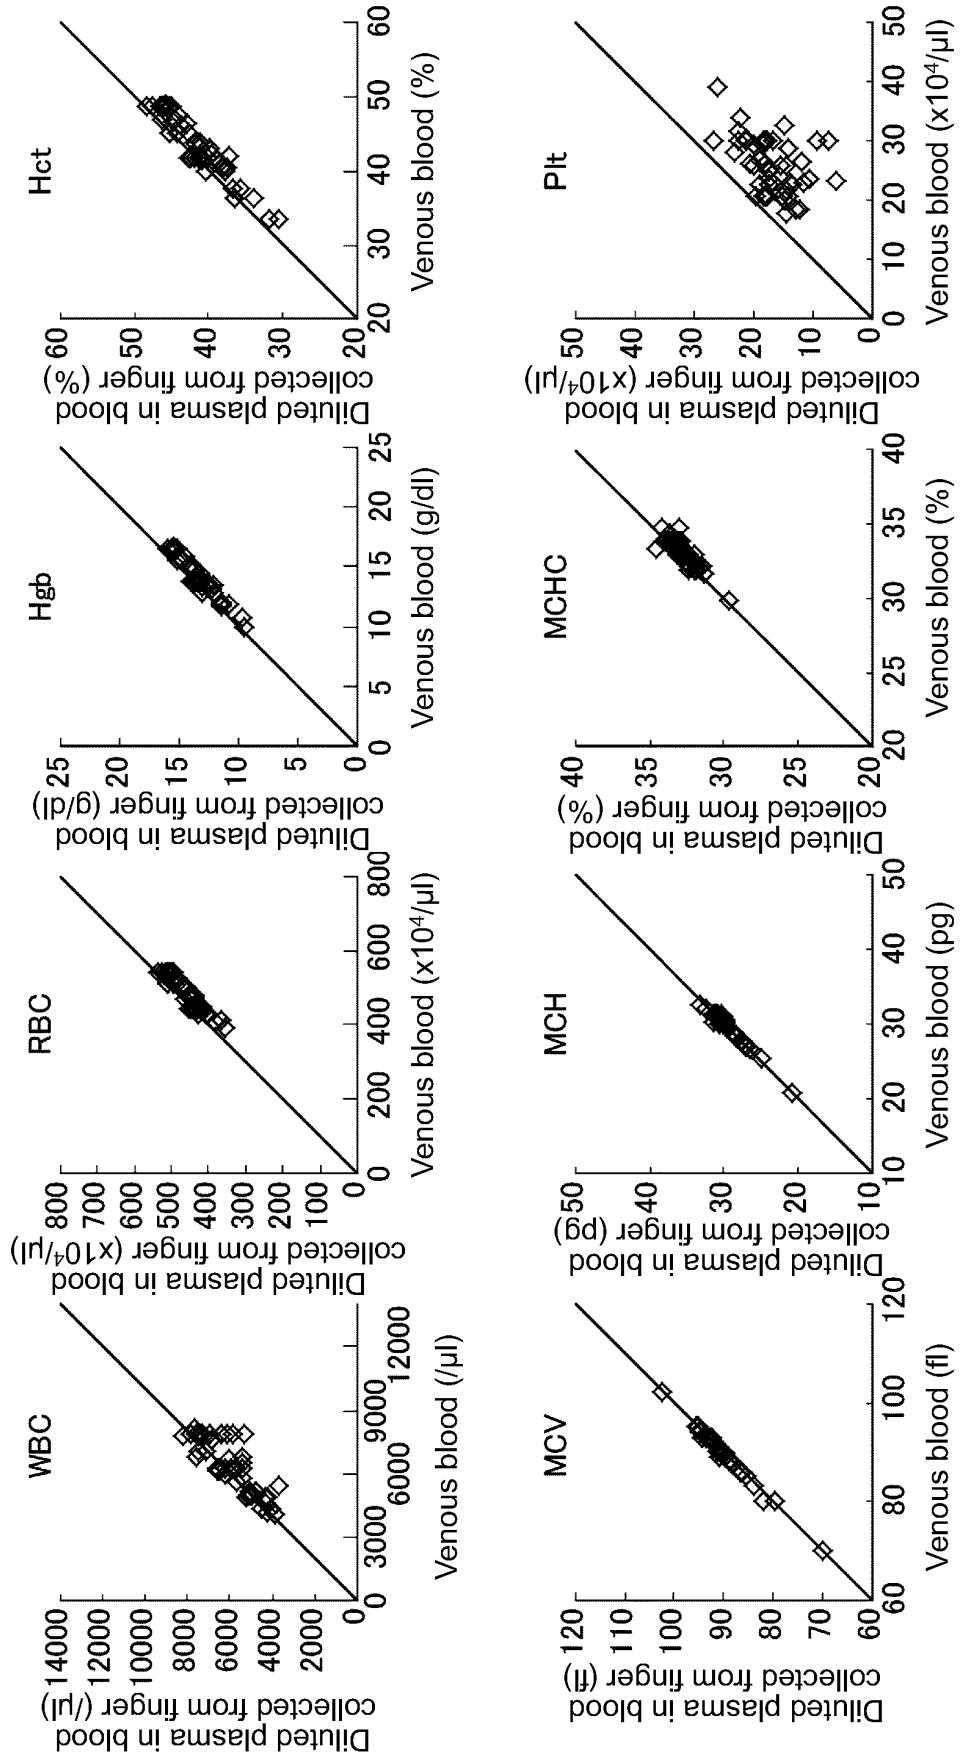 WBC
Diluted plasma in blood
collected from finger (/µl)
14000
12000
10000
8000
6000
4000
2000
0
0
3000
6000
9000
12000
Venous blood (/µl)
RBC
Diluted plasma in blood
collected from finger (x10⁴/µl)
800
700
600
500
400
300
200
100
0
0
200
400
600
800
Venous blood (x10⁴/µl)
Hgb
Diluted plasma in blood
collected from finger (g/dl)
25
20
15
10
5
0
0
5
10
15
20
25
Venous blood (g/dl)
Hct
Diluted plasma in blood
collected from finger (%)
60
50
40
30
20
20
30
40
50
60
Venous blood (%)
MCV
Diluted plasma in blood
collected from finger (fl)
120
110
100
90
80
70
60
60
80
100
120
Venous blood (fl)
MCH
Diluted plasma in blood
collected from finger (pg)
50
40
30
20
10
10
20
30
40
50
Venous blood (pg)
MCHC
Diluted plasma in blood
collected from finger (%)
40
35
30
25
20
20
25
30
35
40
Venous blood (%)
Plt
Diluted plasma in blood
collected from finger (x10⁴/µl)
50
40
30
20
10
0
0
10
20
30
40
50
Venous blood (x10⁴/µl)